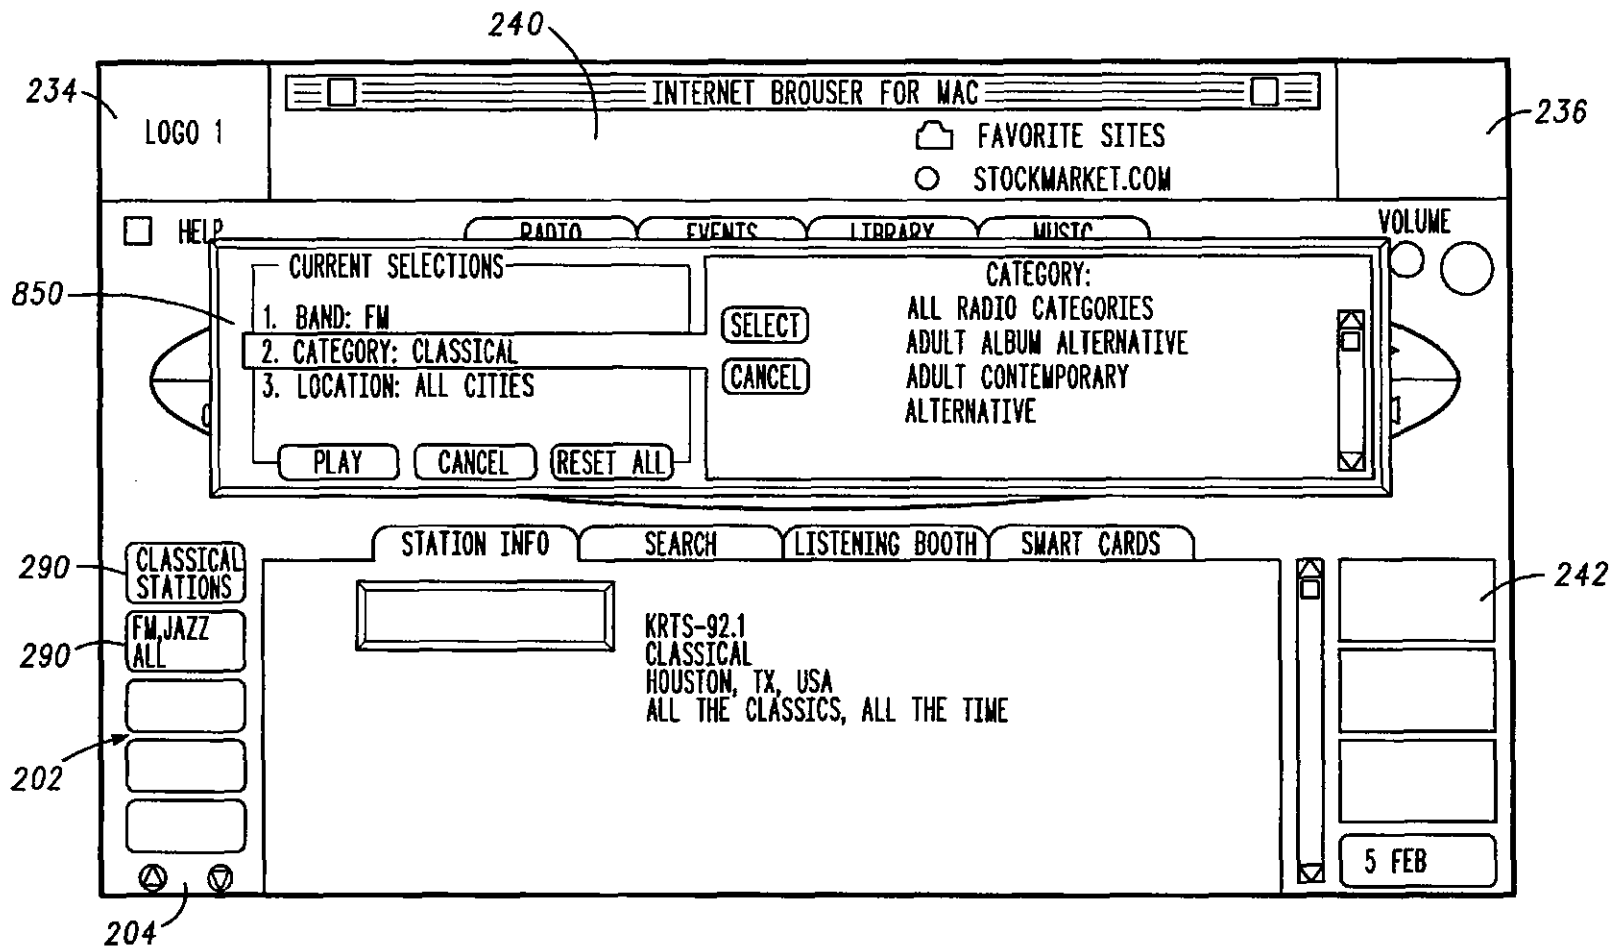 240
234
LOGO 1
INTERNET BROUSER FOR MAC
FAVORITE SITES
STOCKMARKET.COM
236
HELP
RADIO
EVENTS
LIBRARY
MUSIC
VOLUME
850
CURRENT SELECTIONS
1. BAND: FM
2. CATEGORY: CLASSICAL
3. LOCATION: ALL CITIES
PLAY
CANCEL
RESET ALL
SELECT
CANCEL
CATEGORY:
ALL RADIO CATEGORIES
ADULT ALBUM ALTERNATIVE
ADULT CONTEMPORARY
ALTERNATIVE
STATION INFO
SEARCH
LISTENING BOOTH
SMART CARDS
290
CLASSICAL
STATIONS
290
FM,JAZZ
ALL
202
204
KRTS-92.1
CLASSICAL
HOUSTON, TX, USA
ALL THE CLASSICS, ALL THE TIME
242
5 FEB